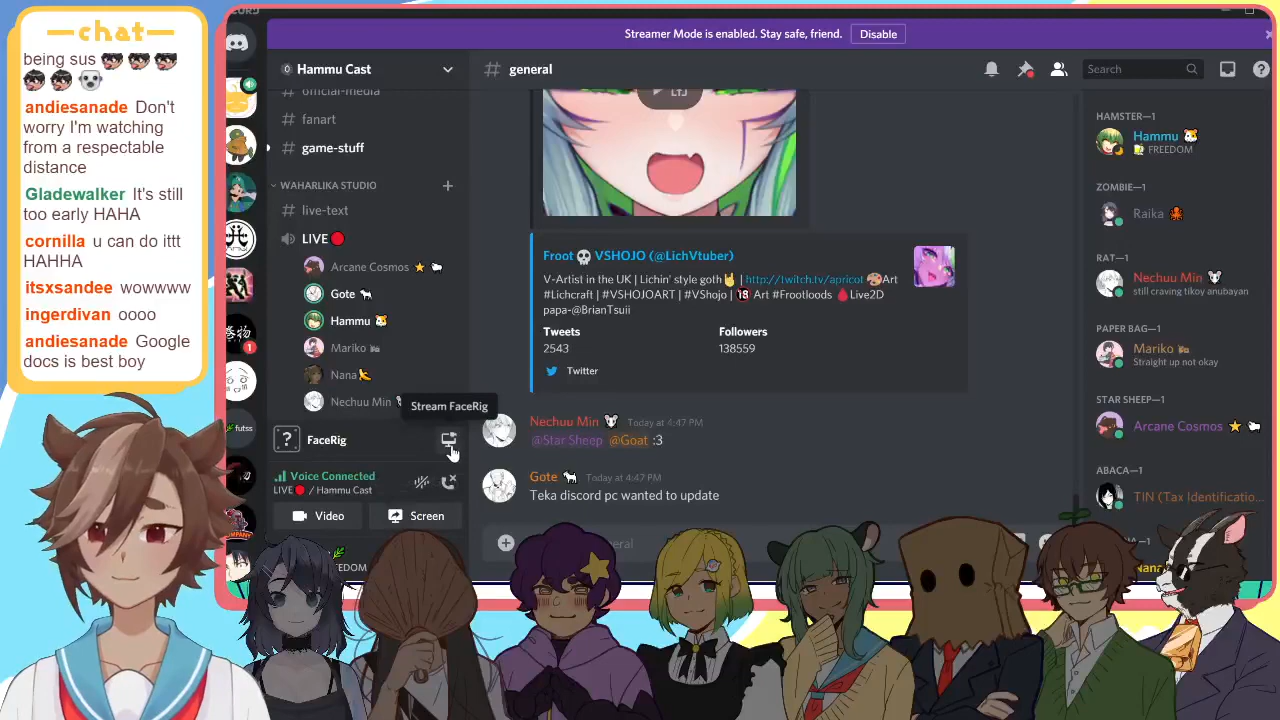 chat
being sus
andiesanade Don't
worry I'm watching
from a respectable
distance
Gladewalker It's still
too early HAHA
cornilla u can do ittt
HAHHA
itsxsandee wowwww
ingerdivan oooo
andiesanade Google
docs is best boy
Streamer Mode is enabled. Stay safe, friend.
Disable
Hammu Cast
official-media
fanart
game-stuff
WAHARLIKA STUDIO
live-text
LIVE
Arcane Cosmos
Gote
Hammu
Mariko
Nana
Nechuu Min
Stream FaceRig
? FaceRig
Voice Connected
LIVE / Hammu Cast
Video
Screen
futss
1
# general
Search
Froot VSHOJO (@LichVtuber)
V-Artist in the UK | Lichin' style goth | http://twitch.tv/apricot Art
#Lichcraft | #VSHOJOART | #VShojo | 18 Art #Frootloods Live2D
papa-@BrianTsuii
Tweets
Followers
2543
138559
Twitter
Nechuu Min Today at 4:47 PM
@Star Sheep @Goat :3
Gote Today at 4:47 PM
Teka discord pc wanted to update
HAMSTER—1
Hammu
FREEDOM
ZOMBIE—1
Raika
RAT—1
Nechuu Min
still craving tikoy anubayan
PAPER BAG—1
Mariko
Straight up not okay
STAR SHEEP—1
Arcane Cosmos
ABACA—1
TIN (Tax Identificatio...